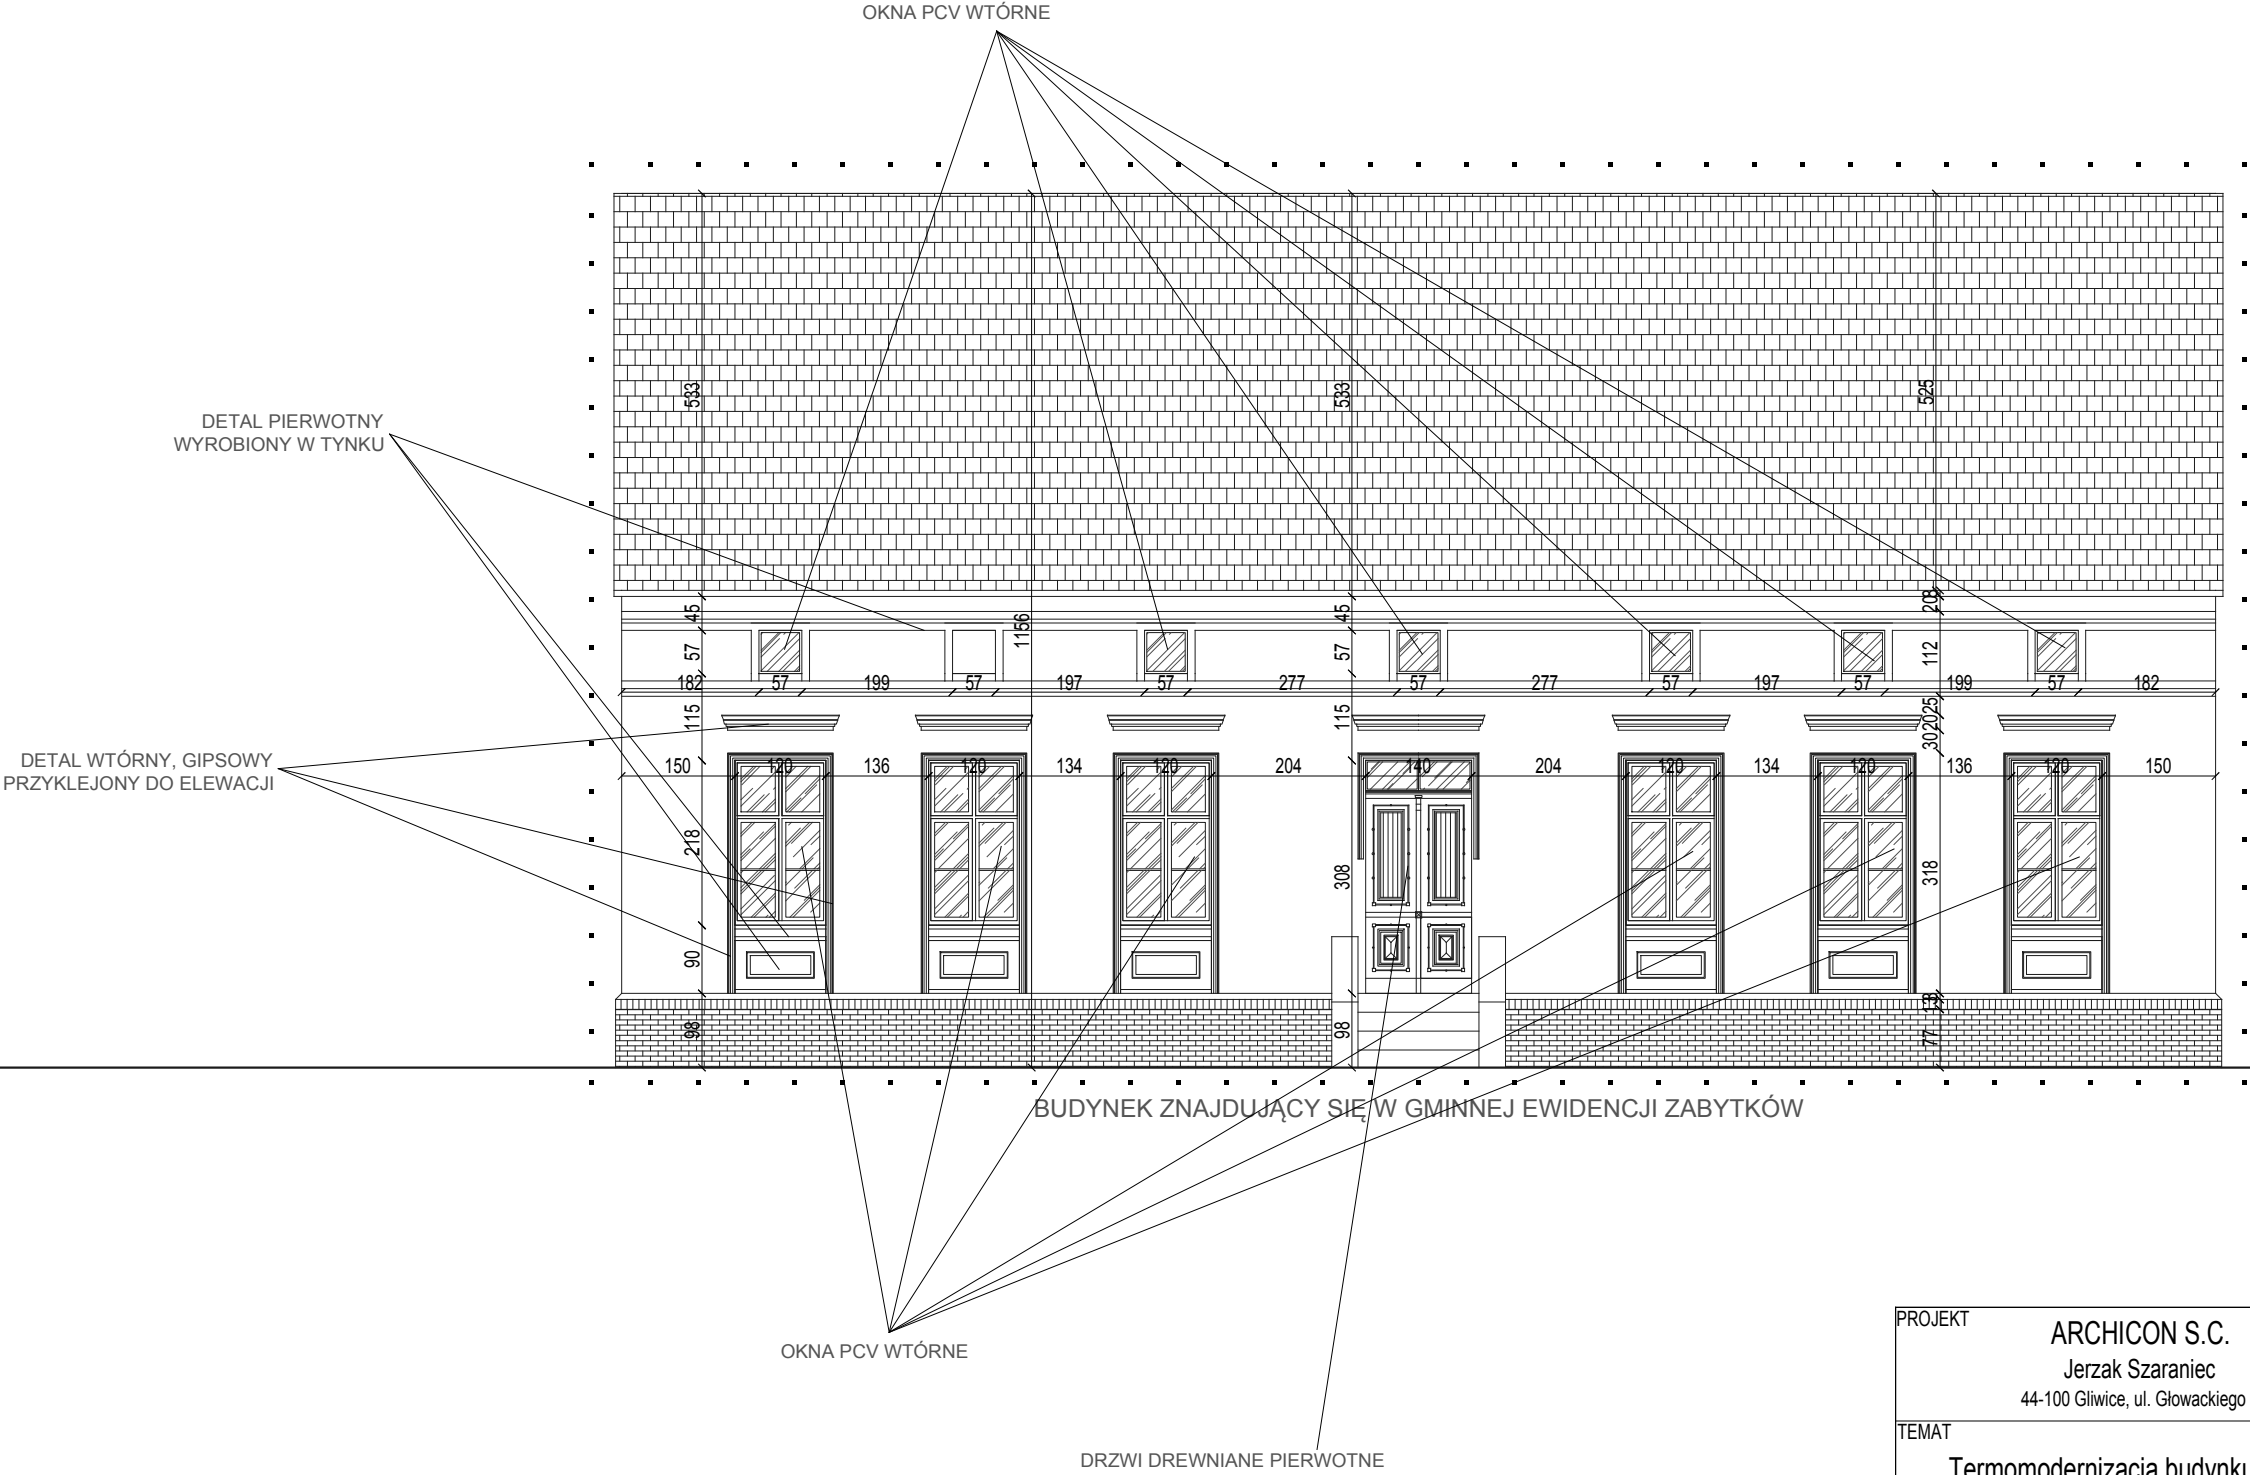 OKNA PCV WTÓRNE
DETAL PIERWOTNY
WYROBIONY W TYNKU
533
533
525
45
1156
45
208
57
57
112
182 57 199 57 197 57 277 57 277 57 197 57 199 57 182
115
115
302025
DETAL WTÓRNY, GIPSOWY
PRZYKLEJONY DO ELEWACJI
150 120 136 120 134 120 204 140 204 120 134 120 136 120 150
218
308
318
90
98
98
13
77
BUDYNEK ZNAJDUJĄCY SIĘ W GMINNEJ EWIDENCJI ZABYTKÓW
OKNA PCV WTÓRNE
DRZWI DREWNIANE PIERWOTNE
PROJEKT
ARCHICON S.C.
Jerzak Szaraniec
44-100 Gliwice, ul. Głowackiego
TEMAT
Termomodernizacja budynku